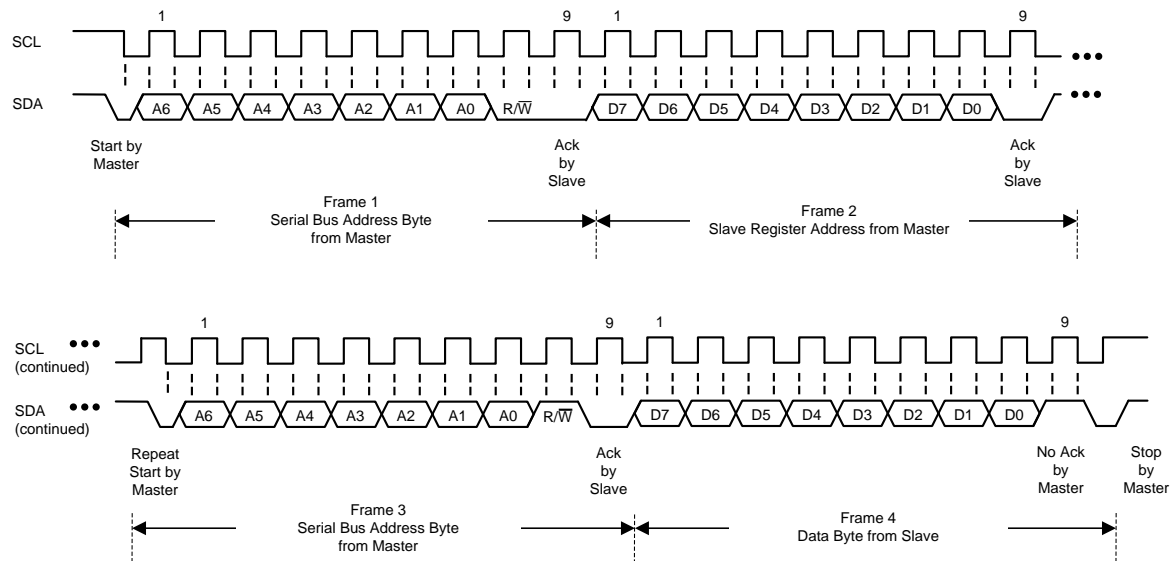 1 9 1 9
SCL
SDA A6 A5 A4 A3 A2 A1 A0 R/W̅ D7 D6 D5 D4 D3 D2 D1 D0
Start by
Master
Ack
by
Slave
Ack
by
Slave
Frame 1
Serial Bus Address Byte
from Master
Frame 2
Slave Register Address from Master
1 9 1 9
SCL
(continued)
SDA
(continued)
A6 A5 A4 A3 A2 A1 A0 R/W̅ D7 D6 D5 D4 D3 D2 D1 D0
Repeat
Start by
Master
Ack
by
Slave
No Ack
by
Master
Stop
by
Master
Frame 3
Serial Bus Address Byte
from Master
Frame 4
Data Byte from Slave